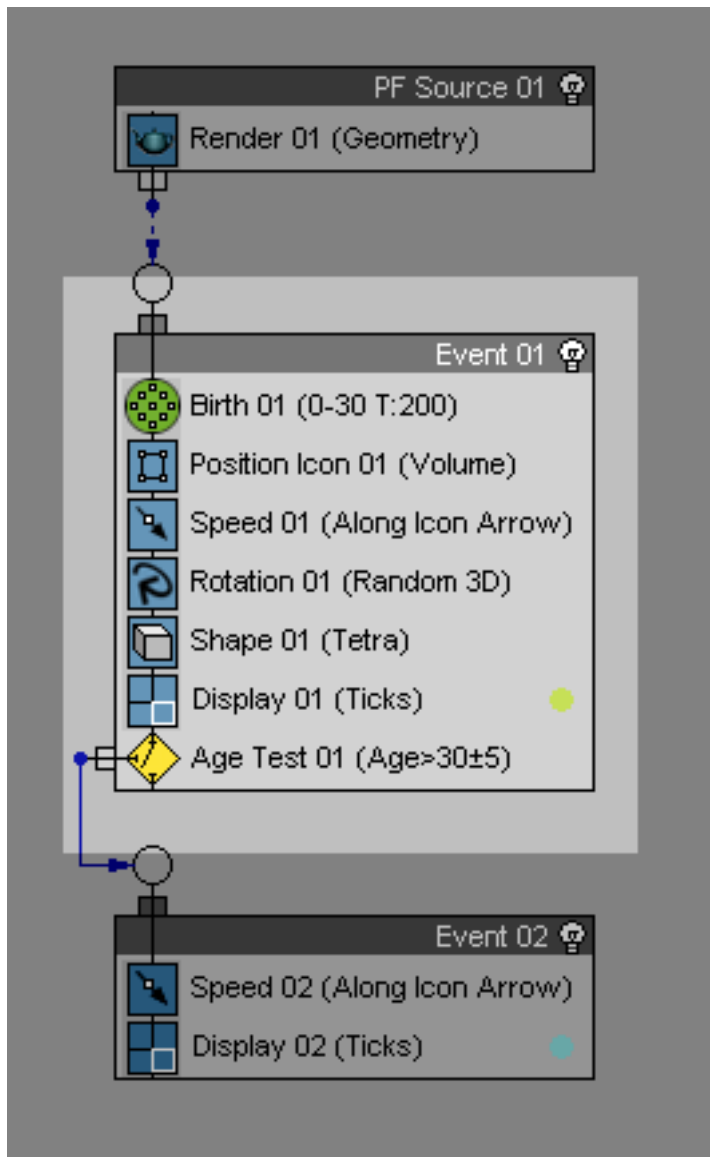 PF Source 01
Render 01 (Geometry)
Event 01
Birth 01 (0-30 T:200)
Position Icon 01 (Volume)
Speed 01 (Along Icon Arrow)
Rotation 01 (Random 3D)
Shape 01 (Tetra)
Display 01 (Ticks)
Age Test 01 (Age>30±5)
Event 02
Speed 02 (Along Icon Arrow)
Display 02 (Ticks)